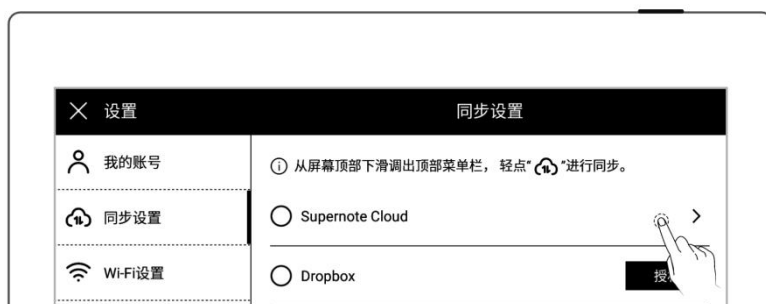 设置
同步设置
我的账号
从屏幕顶部下滑调出顶部菜单栏， 轻点“ ”进行同步。
同步设置
Supernote Cloud
Wi-Fi设置
Dropbox
授